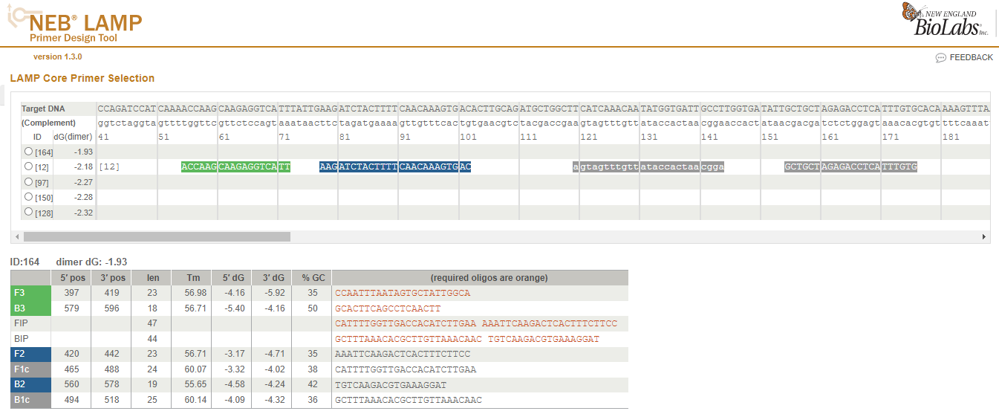 NEB® LAMP
Primer Design Tool
NEW ENGLAND
BioLabs Inc.
version 1.3.0
FEEDBACK
LAMP Core Primer Selection
Target DNA CCAGATCCAT CAAAACCAAG CAAGAGGTCA TTTATTGAAG ATCTACTTTT CAACAAAGTG ACACTTGCAG ATGCTGGCTT CATCAAACAA TATGGTGATT GCCTTGGTGA TATTGCTGCT AGAGACCTCA TTTGTGCACA AAAGTTTA
(Complement) ggtctaggta gttttggttc gttctccagt aaataacttc tagatgaaaa gttgtttcac tgtgaacgtc tacgaccgaa gtagtttgtt ataccactaa cggaaccact ataacgacga tctctggagt aaacacgtgt tttcaaat
ID dG(dimer) 41 51 61 71 81 91 101 111 121 131 141 151 161 171 181
[164] -1.93
[12] -2.18 [12] ACCAAG CAAGAGGTCA TT AAG ATCTACTTTT CAACAAAGTG AC a gtagtttgtt ataccactaa cgga GCTGCT AGAGACCTCA TTTGTG
[97] -2.27
[150] -2.28
[128] -2.32
ID:164 dimer dG: -1.93
5' pos 3' pos len Tm 5' dG 3' dG % GC (required oligos are orange)
F3 397 419 23 56.98 -4.16 -5.92 35 CCAATTTAATAGTGCTATTGGCA
B3 579 596 18 56.71 -5.40 -4.16 50 GCACTTCAGCCTCAACTT
FIP 47 CATTTTGGTTGACCACATCTTGAA AAATTCAAGACTCACTTTCTTCC
BIP 44 GCTTTAAACACGCTTGTTAAACAAC TGTCAAGACGTGAAAGGAT
F2 420 442 23 56.71 -3.17 -4.71 35 AAATTCAAGACTCACTTTCTTCC
F1c 465 488 24 60.07 -3.32 -4.02 38 CATTTTGGTTGACCACATCTTGAA
B2 560 578 19 55.65 -4.58 -4.24 42 TGTCAAGACGTGAAAGGAT
B1c 494 518 25 60.14 -4.09 -4.32 36 GCTTTAAACACGCTTGTTAAACAAC